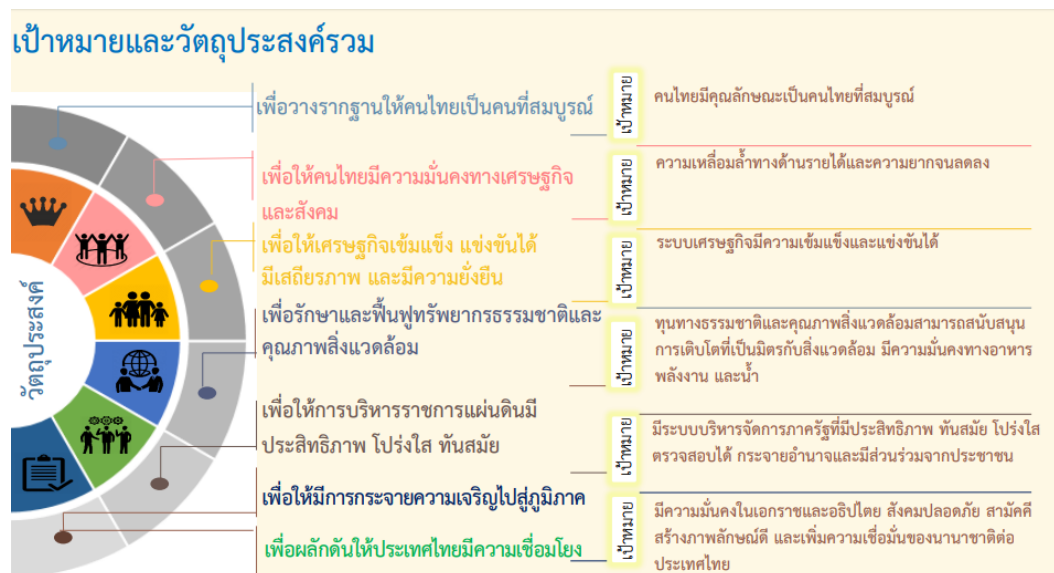 เป้าหมายและวัตถุประสงค์รวม
วัตถุประสงค์
เพื่อวางรากฐานให้คนไทยเป็นคนที่สมบูรณ์
เป้าหมาย
คนไทยมีคุณลักษณะเป็นคนไทยที่สมบูรณ์
เพื่อให้คนไทยมีความมั่นคงทางเศรษฐกิจ
และสังคม
เป้าหมาย
ความเหลื่อมล้ำทางด้านรายได้และความยากจนลดลง
เพื่อให้เศรษฐกิจเข้มแข็ง แข่งขันได้
มีเสถียรภาพ และมีความยั่งยืน
เป้าหมาย
ระบบเศรษฐกิจมีความเข้มแข็งและแข่งขันได้
เพื่อรักษาและฟื้นฟูทรัพยากรธรรมชาติและ
คุณภาพสิ่งแวดล้อม
เป้าหมาย
ทุนทางธรรมชาติและคุณภาพสิ่งแวดล้อมสามารถสนับสนุน
การเติบโตที่เป็นมิตรกับสิ่งแวดล้อม มีความมั่นคงทางอาหาร
พลังงาน และน้ำ
เพื่อให้การบริหารราชการแผ่นดินมี
ประสิทธิภาพ โปร่งใส ทันสมัย
เป้าหมาย
มีระบบบริหารจัดการภาครัฐที่มีประสิทธิภาพ ทันสมัย โปร่งใส
ตรวจสอบได้ กระจายอำนาจและมีส่วนร่วมจากประชาชน
เพื่อให้มีการกระจายความเจริญไปสู่ภูมิภาค
เพื่อผลักดันให้ประเทศไทยมีความเชื่อมโยง
เป้าหมาย
มีความมั่นคงในเอกราชและอธิปไตย สังคมปลอดภัย สามัคคี
สร้างภาพลักษณ์ดี และเพิ่มความเชื่อมั่นของนานาชาติต่อ
ประเทศไทย